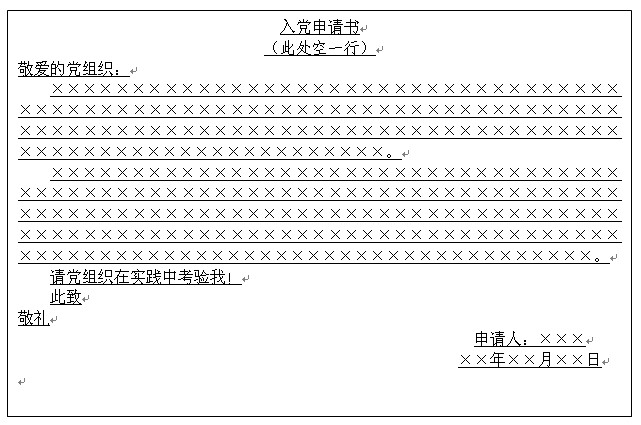 入党申请书
（此处空一行）
敬爱的党组织：
××××××××××××××××××××××××××××××××××××
××××××××××××××××××××××××××××××××××××××
××××××××××××××××××××××××××××××××××××××
×××××××××××××××××××××××。
××××××××××××××××××××××××××××××××××××
××××××××××××××××××××××××××××××××××××××
××××××××××××××××××××××××××××××××××××××
××××××××××××××××××××××××××××××××××××××
××××××××××××××××××××××××××××××××××××。
请党组织在实践中考验我！
此致
敬礼
申请人：×××
××年××月××日